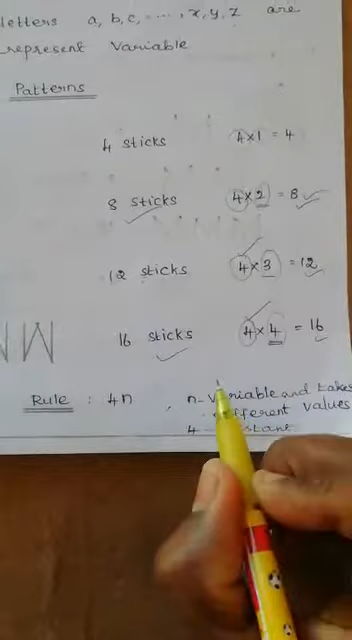 letters a, b, c, ....., x, y, z are
represent variable
Patterns
4 sticks 4×1 = 4
8 sticks 4×2 = 8
12 sticks 4×3 = 12
16 sticks 4×4 = 16
Rule : 4n , n - variable and takes
different values
4 - constant